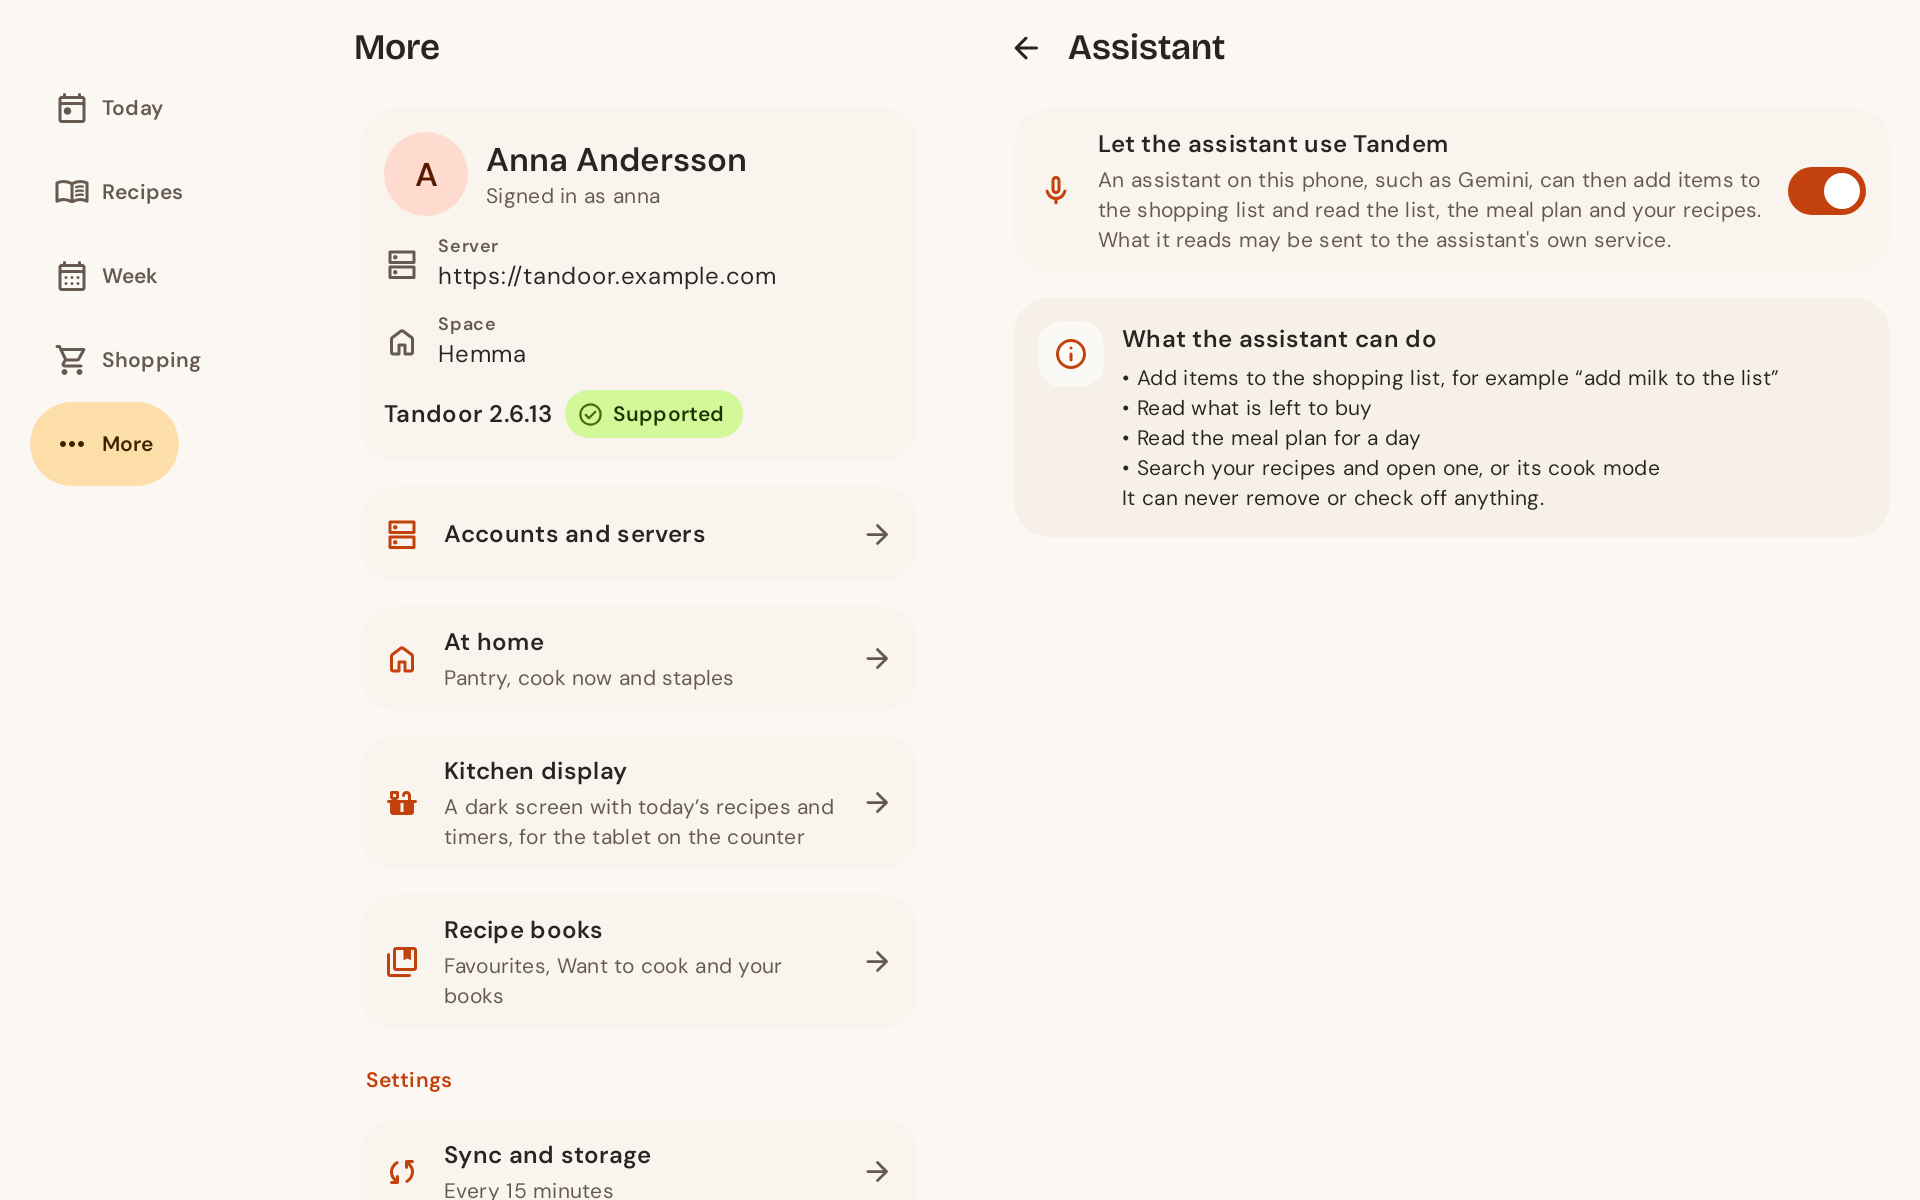 Today
Recipes
Week
Shopping
More
More
A
Anna Andersson
Signed in as anna
Server
https://tandoor.example.com
Space
Hemma
Tandoor 2.6.13
Supported
Accounts and servers
At home
Pantry, cook now and staples
Kitchen display
A dark screen with today’s recipes and
timers, for the tablet on the counter
Recipe books
Favourites, Want to cook and your
books
Settings
Sync and storage
Every 15 minutes
Assistant
Let the assistant use Tandem
An assistant on this phone, such as Gemini, can then add items to
the shopping list and read the list, the meal plan and your recipes.
What it reads may be sent to the assistant's own service.
What the assistant can do
• Add items to the shopping list, for example “add milk to the list”
• Read what is left to buy
• Read the meal plan for a day
• Search your recipes and open one, or its cook mode
It can never remove or check off anything.